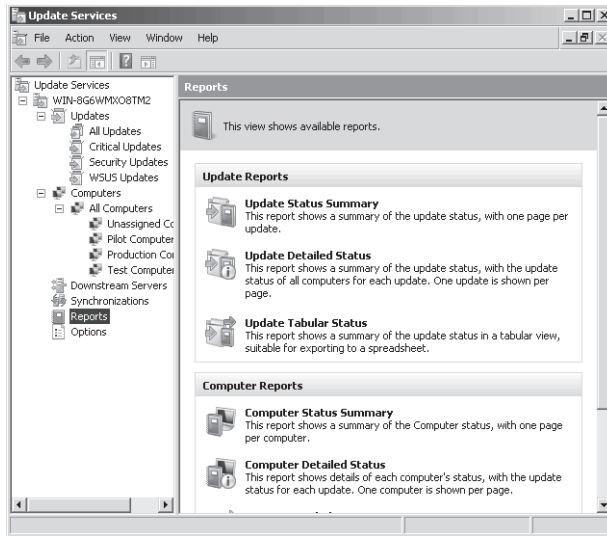 Update Services
File Action View Window Help
Update Services
WIN-8G6WMXO8TM2
Updates
All Updates
Critical Updates
Security Updates
WSUS Updates
Computers
All Computers
Unassigned Co
Pilot Computer
Production Co
Test Computer
Downstream Servers
Synchronizations
Reports
Options
Reports
This view shows available reports.
Update Reports
Update Status Summary
This report shows a summary of the update status, with one page per
update.
Update Detailed Status
This report shows a summary of the update status, with the update
status of all computers for each update. One update is shown per
page.
Update Tabular Status
This report shows a summary of the update status in a tabular view,
suitable for exporting to a spreadsheet.
Computer Reports
Computer Status Summary
This report shows a summary of the Computer status, with one page
per computer.
Computer Detailed Status
This report shows details of each computer's status, with the update
status for each update. One computer is shown per page.